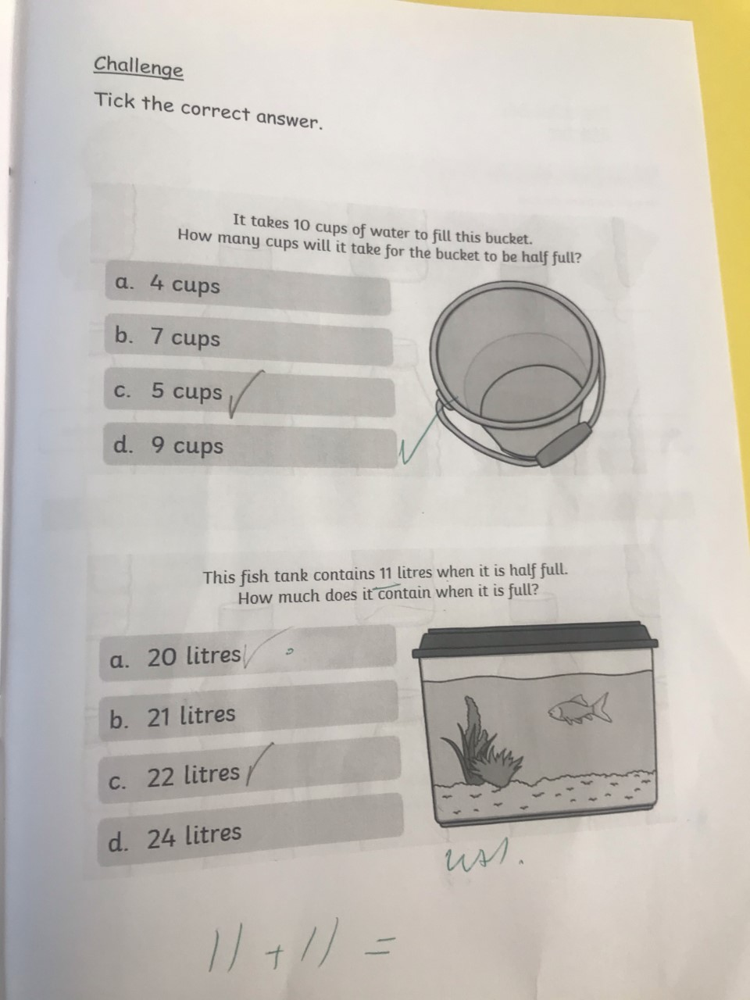 Challenge
Tick the correct answer.
It takes 10 cups of water to fill this bucket.
How many cups will it take for the bucket to be half full?
a. 4 cups
b. 7 cups
c. 5 cups
d. 9 cups
This fish tank contains 11 litres when it is half full.
How much does it contain when it is full?
a. 20 litres
b. 21 litres
c. 22 litres
d. 24 litres
11 + 11 =